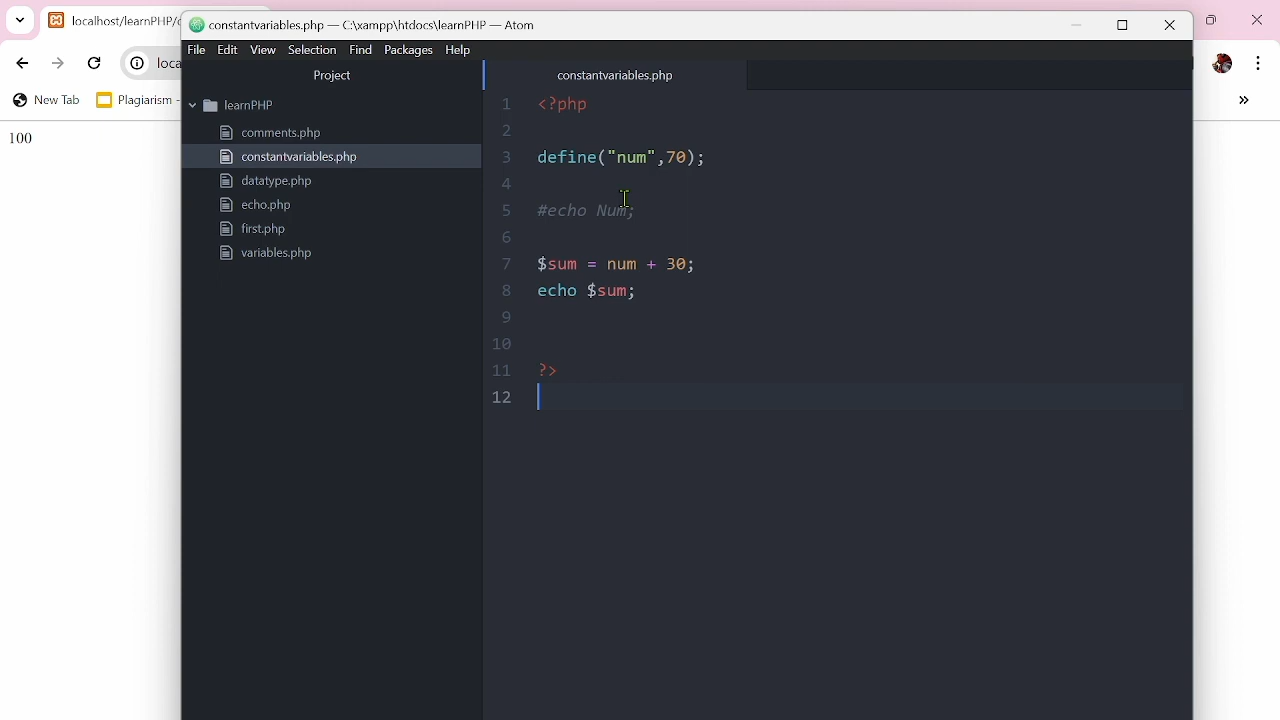 localhost/learnPHP/c
constantvariables.php — C:\xampp\htdocs\learnPHP — Atom
File Edit View Selection Find Packages Help
loca
New Tab
Plagiarism -
»
100
Project
learnPHP
comments.php
constantvariables.php
datatype.php
echo.php
first.php
variables.php
constantvariables.php
1 <?php
2
3 define("num",70);
4
5 #echo Num;
6
7 $sum = num + 30;
8 echo $sum;
9
10
11 ?>
12